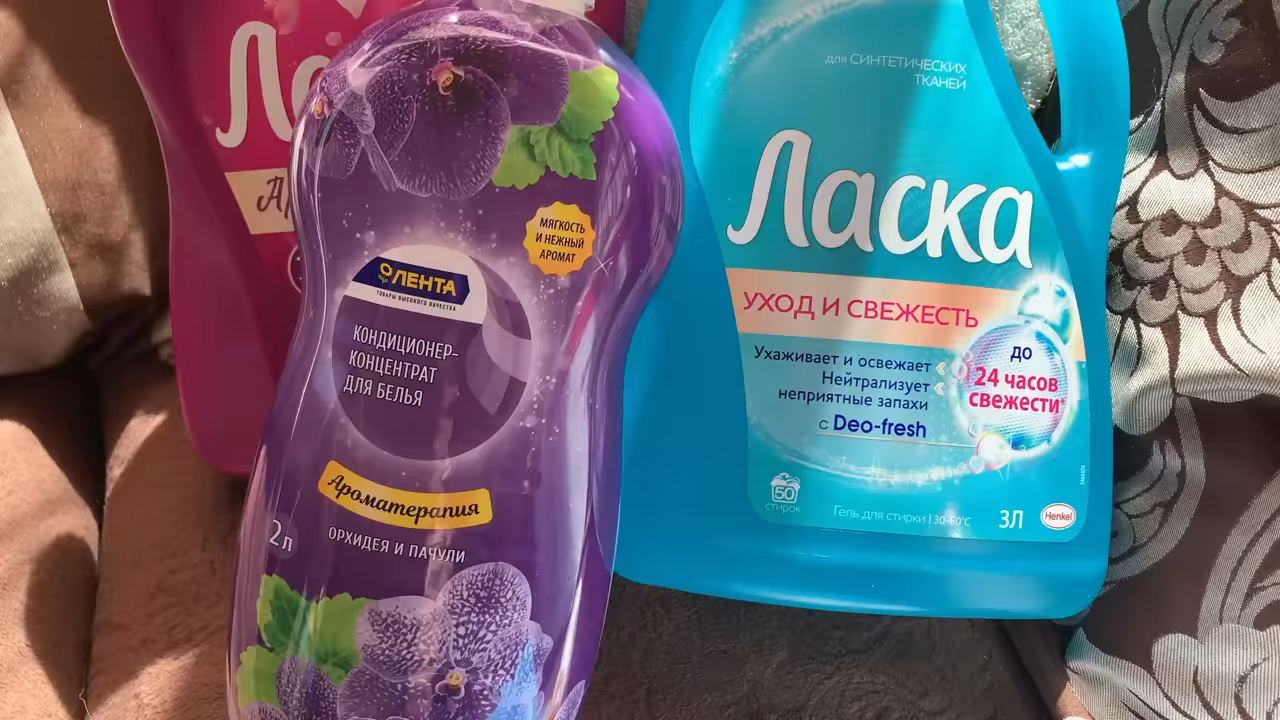 МЯГКОСТЬ
И НЕЖНЫЙ
АРОМАТ
ЛЕНТА
ТОВАРЫ ВЫСОКОГО КАЧЕСТВА
КОНДИЦИОНЕР-
КОНЦЕНТРАТ
ДЛЯ БЕЛЬЯ
Ароматерапия
ОРХИДЕЯ И ПАЧУЛИ
2л
для СИНТЕТИЧЕСКИХ
ТКАНЕЙ
Ласка
УХОД И СВЕЖЕСТЬ
Ухаживает и освежает
Нейтрализует
неприятные запахи
с Deo-fresh
до
24 часов
свежести*
50
стирок
Гель для стирки | 30-60°C
3Л
Henkel